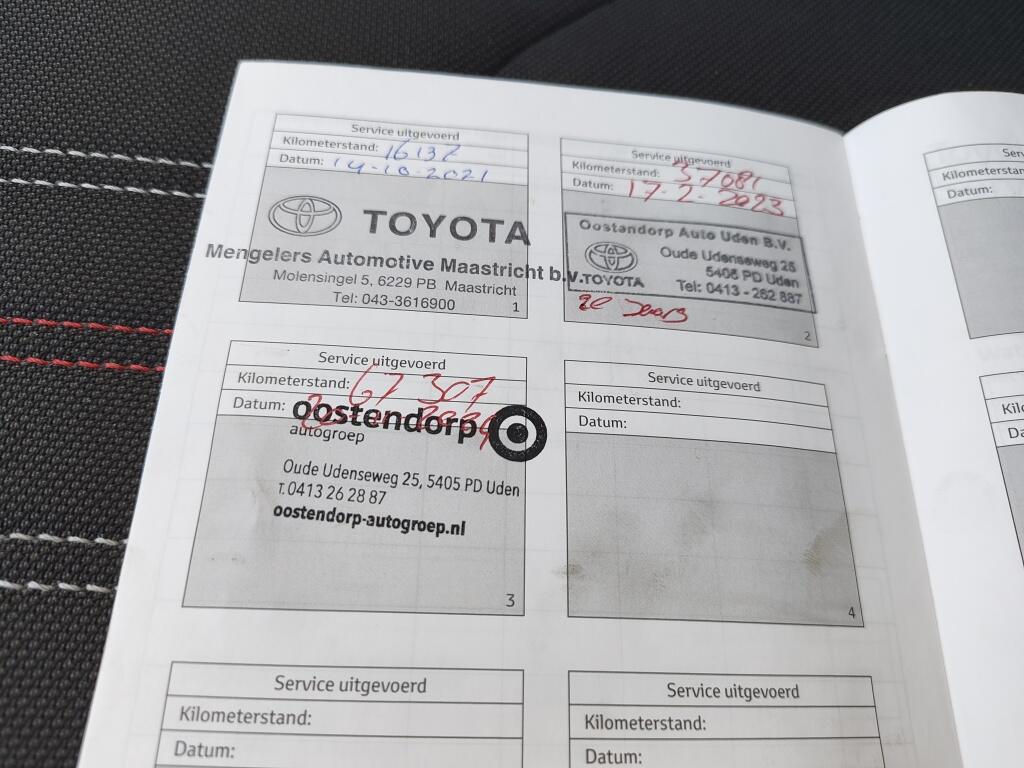 Service uitgevoerd
Kilometerstand: 16137
Datum: 14-10-2021
TOYOTA
Mengelers Automotive Maastricht b.v.
Molensingel 5, 6229 PB Maastricht
Tel: 043-3616900
1
Service uitgevoerd
Kilometerstand: 37081
Datum: 17-2-2023
Oostendorp Auto Uden B.V.
Oude Udenseweg 25
5405 PD Uden
TOYOTA
Tel: 0413 - 262 887
2
Service uitgevoerd
Kilometerstand: 67 307
Datum:
oostendorp
autogroep
Oude Udenseweg 25, 5405 PD Uden
T.0413 26 28 87
oostendorp-autogroep.nl
3
Service uitgevoerd
Kilometerstand:
Datum:
4
Service uitgevoerd
Kilometerstand:
Datum:
Service uitgevoerd
Kilometerstand:
Datum:
Datum: